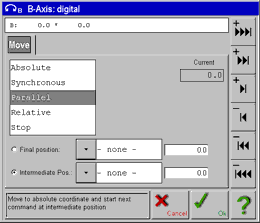 B B-Axis: digital
B: 0.0 ° 0.0
Move
Absolute
Synchronous
Parallel
Relative
Stop
Current
0.0
Final position: - none - 0.0
Intermediate Pos.: - none - 0.0
Move to absolute coordinate and start next
command at intermediate position
Cancel
Ok